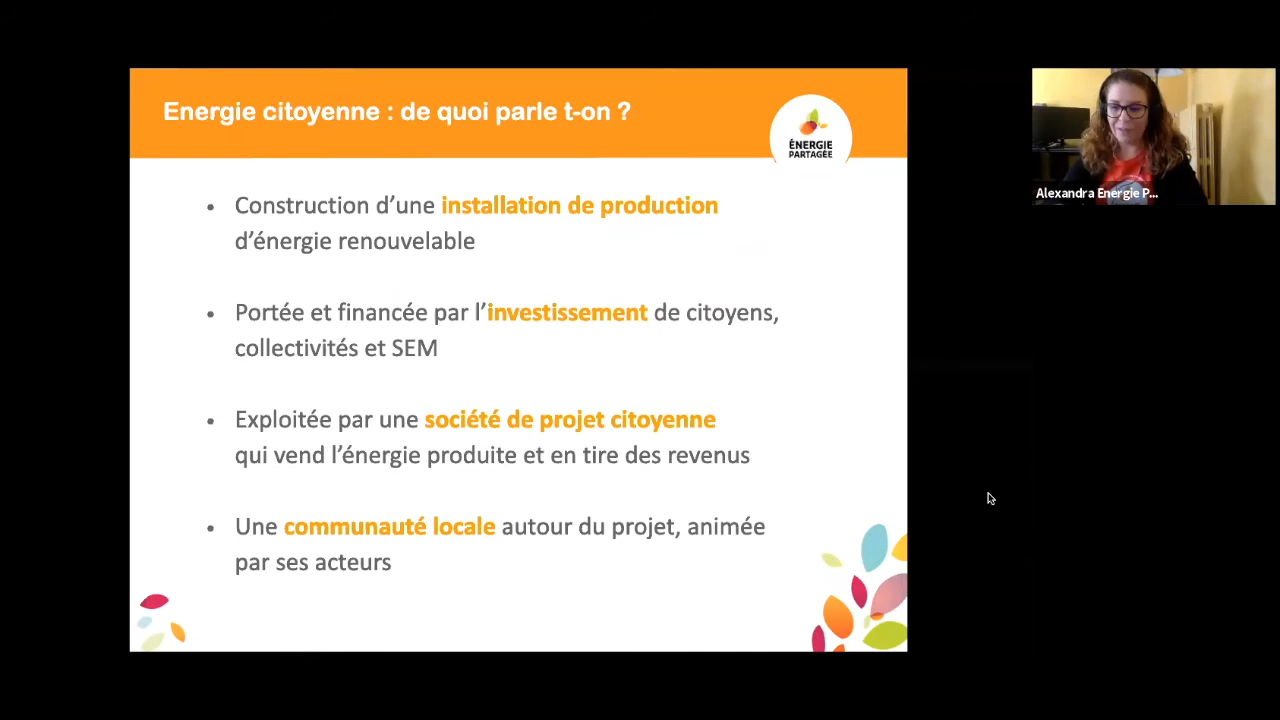 Energie citoyenne : de quoi parle t-on ?
ÉNERGIE
PARTAGÉE
• Construction d’une installation de production
d’énergie renouvelable
• Portée et financée par l’investissement de citoyens,
collectivités et SEM
• Exploitée par une société de projet citoyenne
qui vend l’énergie produite et en tire des revenus
• Une communauté locale autour du projet, animée
par ses acteurs
Alexandra Energie P...